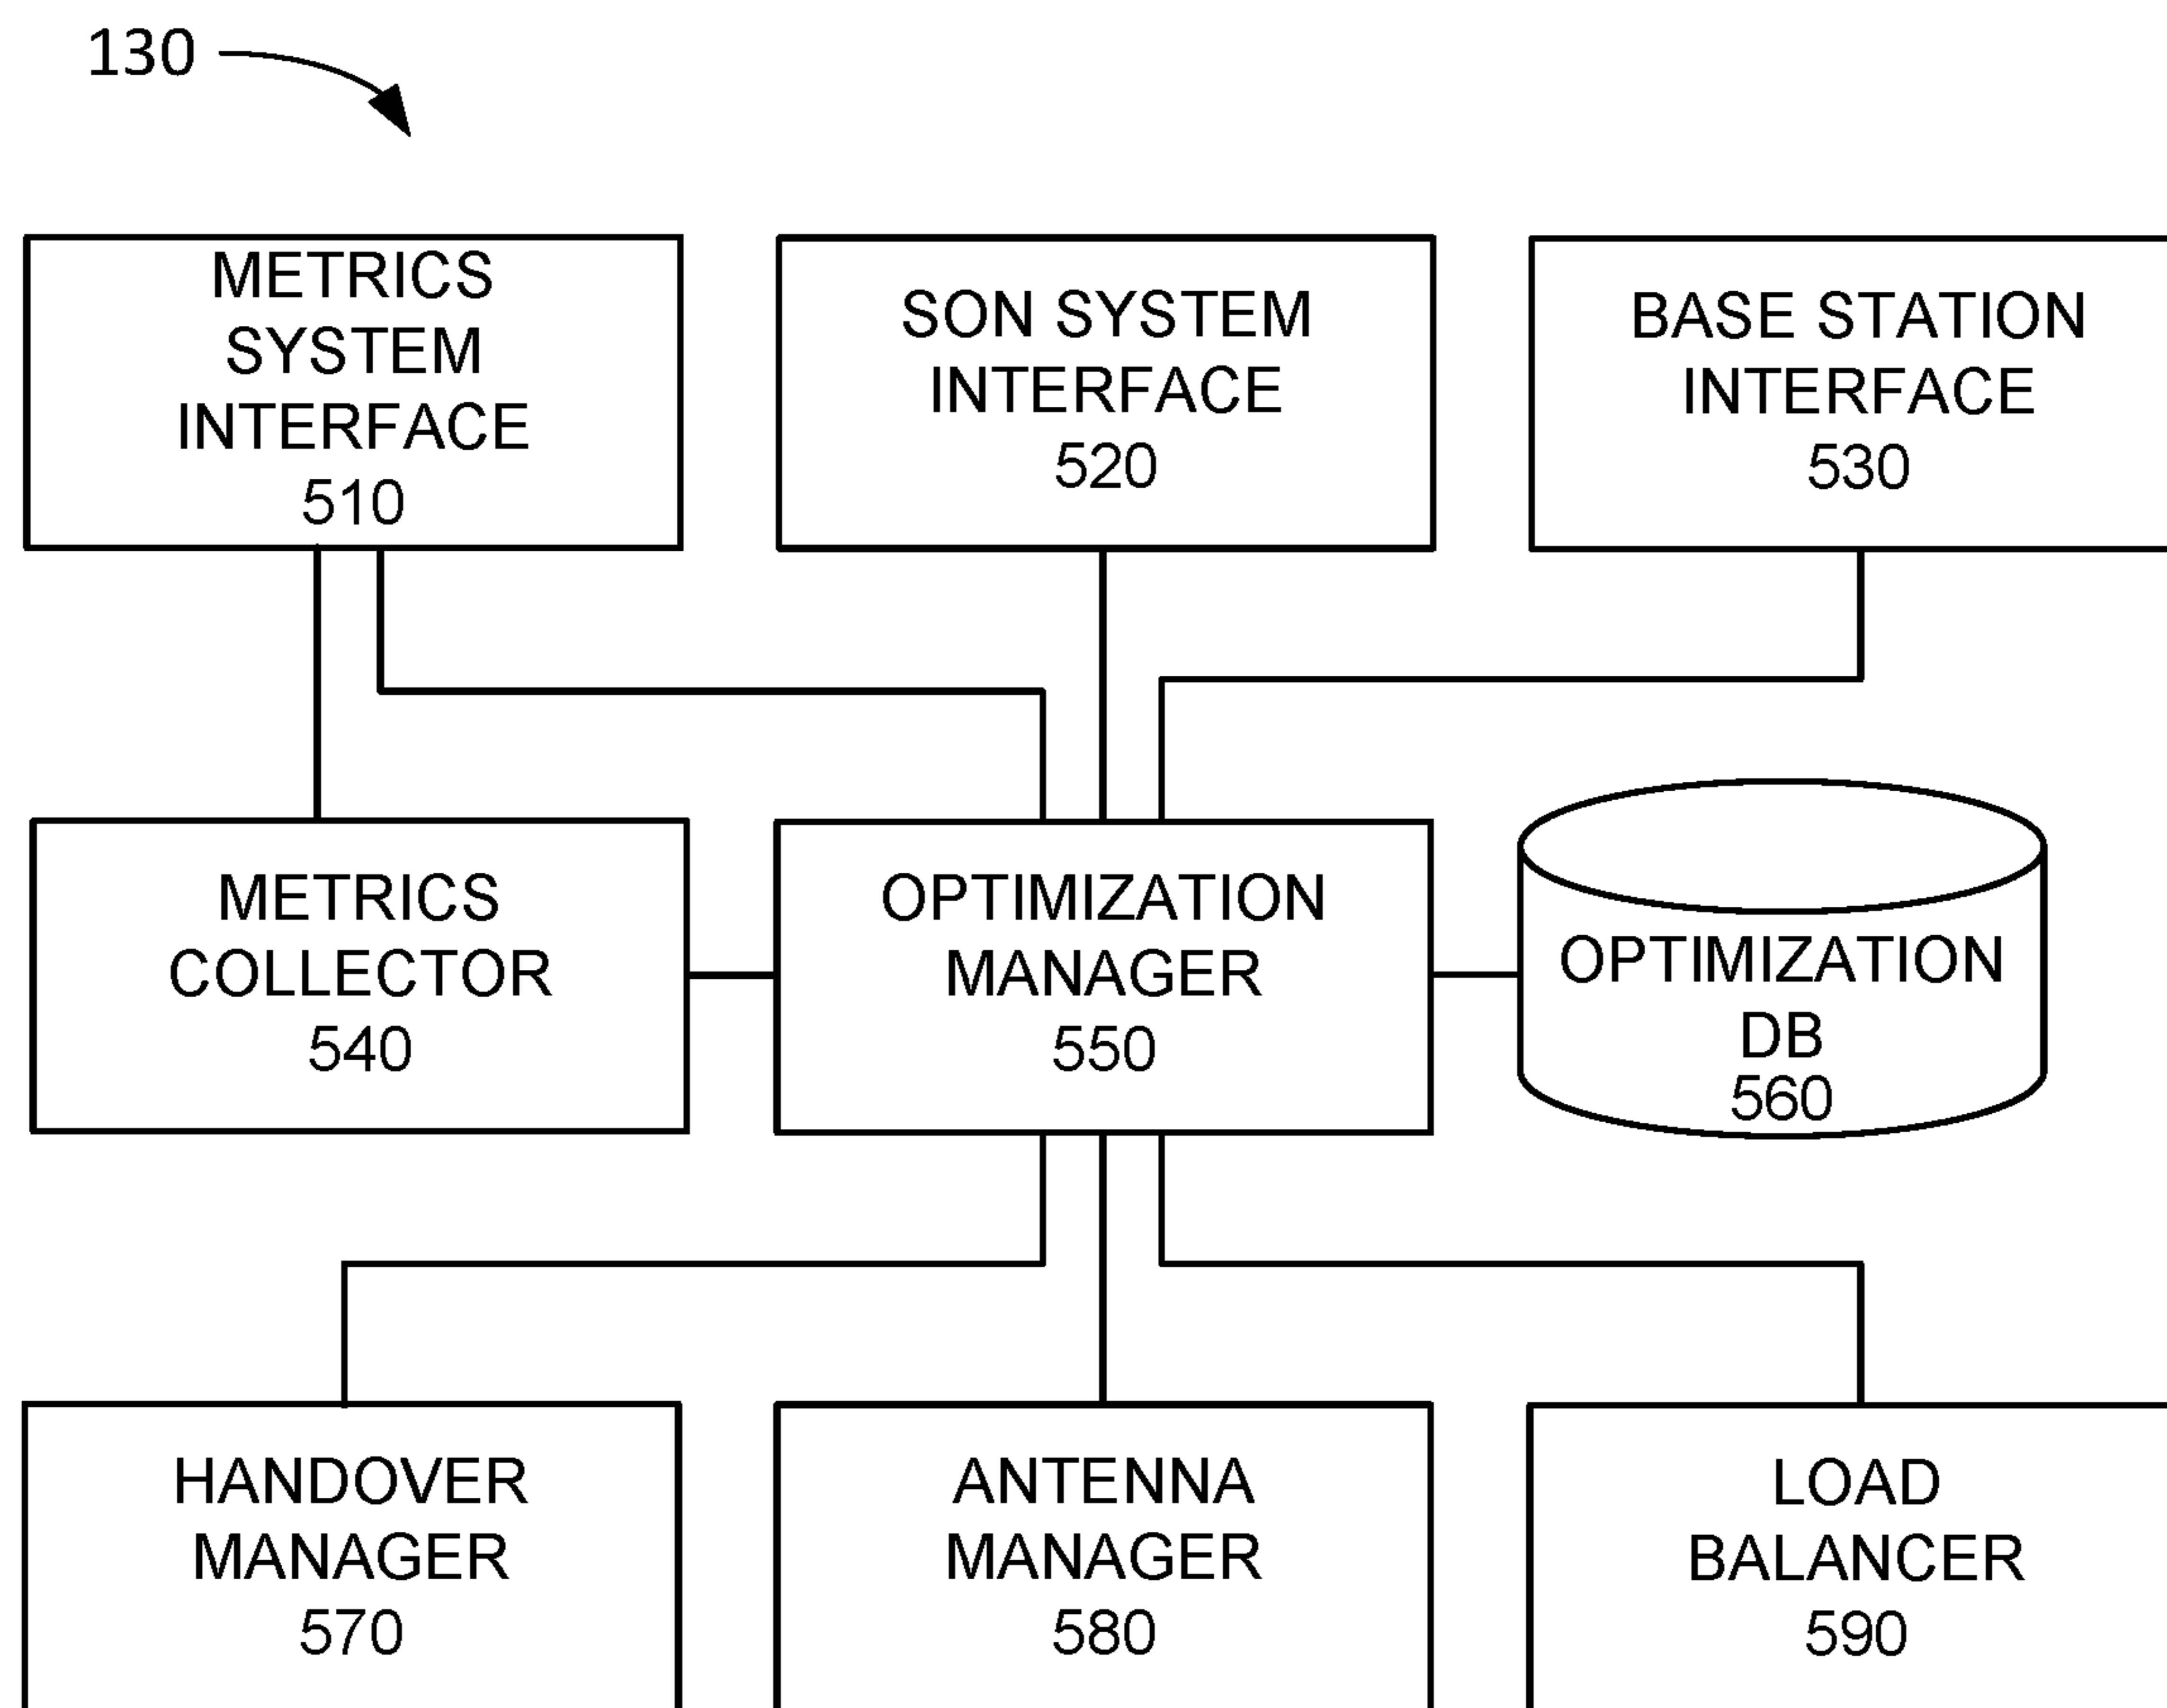 130
METRICS
SYSTEM
INTERFACE
510
SON SYSTEM
INTERFACE
520
BASE STATION
INTERFACE
530
METRICS
COLLECTOR
540
OPTIMIZATION
MANAGER
550
OPTIMIZATION
DB
560
HANDOVER
MANAGER
570
ANTENNA
MANAGER
580
LOAD
BALANCER
590